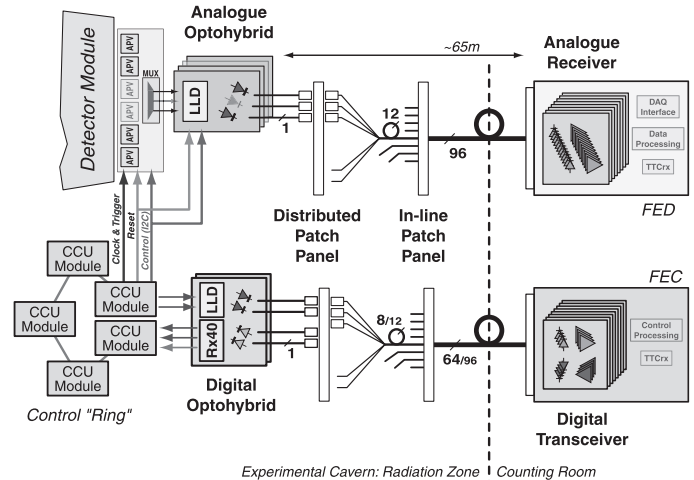 Analogue
Optohybrid
~65m
Analogue
Receiver
Detector Module
APV
APV
APV
APV
APV
APV
MUX
LLD
1
12
96
DAQ
Interface
Data
Processing
TTCrx
FED
Clock & Trigger
Reset
Control (I2C)
Distributed
Patch
Panel
In-line
Patch
Panel
CCU
Module
CCU
Module
CCU
Module
CCU
Module
CCU
Module
Control "Ring"
LLD
Rx40
1
Digital
Optohybrid
8/12
64/96
FEC
Control
Processing
TTCrx
Digital
Transceiver
Experimental Cavern: Radiation Zone
Counting Room